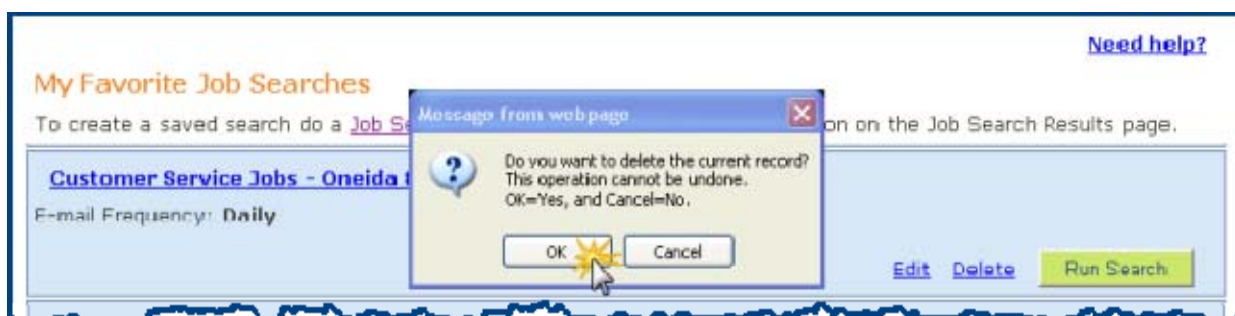 Need help?
My Favorite Job Searches
To create a saved search do a Job Se
on on the Job Search Results page.
Message from webpage
Do you want to delete the current record?
This operation cannot be undone.
OK=Yes, and Cancel=No.
OK Cancel
Customer Service Jobs - Oneida
E-mail Frequency: Daily
Edit Delete Run Search